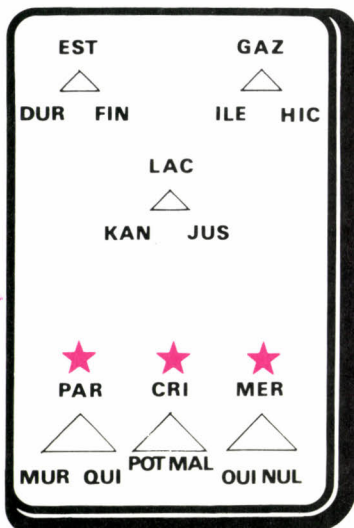 EST GAZ
DUR FIN ILE HIC
LAC
KAN JUS
PAR CRI MER
MUR QUI POT MAL OUI NUL